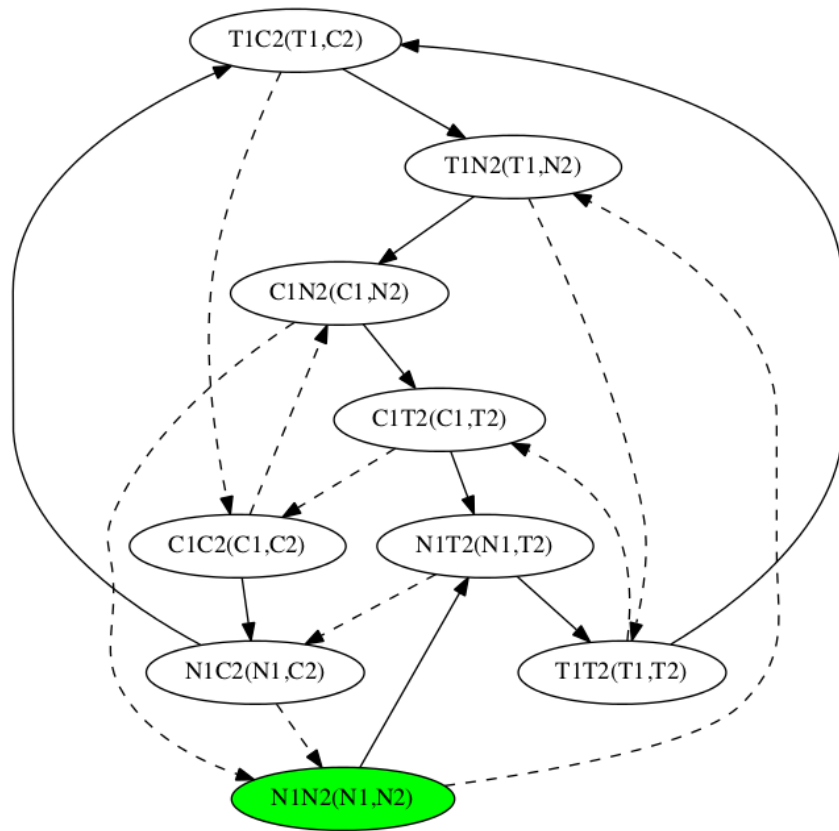 T1C2(T1,C2)
T1N2(T1,N2)
C1N2(C1,N2)
C1T2(C1,T2)
C1C2(C1,C2)
N1T2(N1,T2)
N1C2(N1,C2)
T1T2(T1,T2)
N1N2(N1,N2)